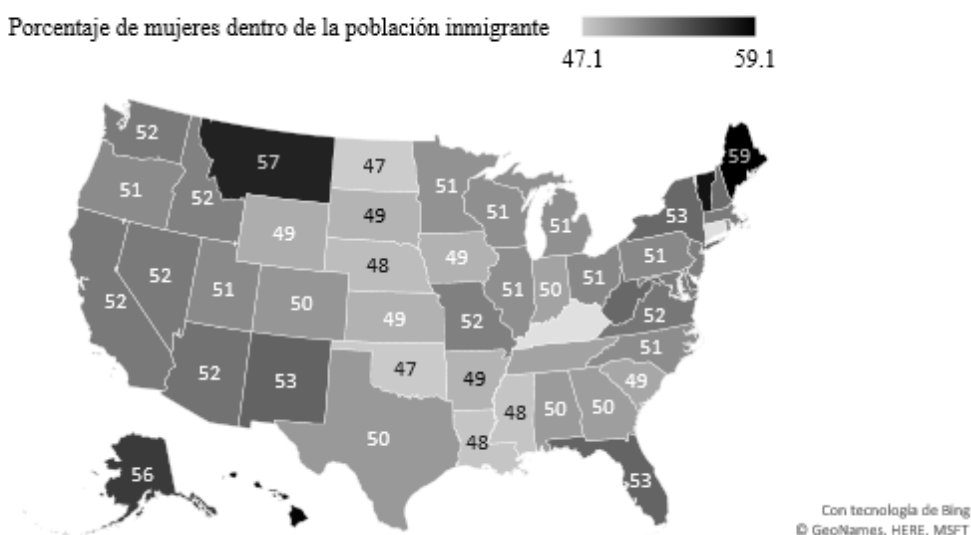 Porcentaje de mujeres dentro de la población inmigrante
47.1 59.1
52 57 47 51 59
51 52 49 51 51 53
49 48 49 51
52 52 51 50 49 52 51 50 51 52
52 53 47 49 51
50 48 50 50 49
48
56 53
Con tecnología de Bing
© GeoNames, HERE, MSFT